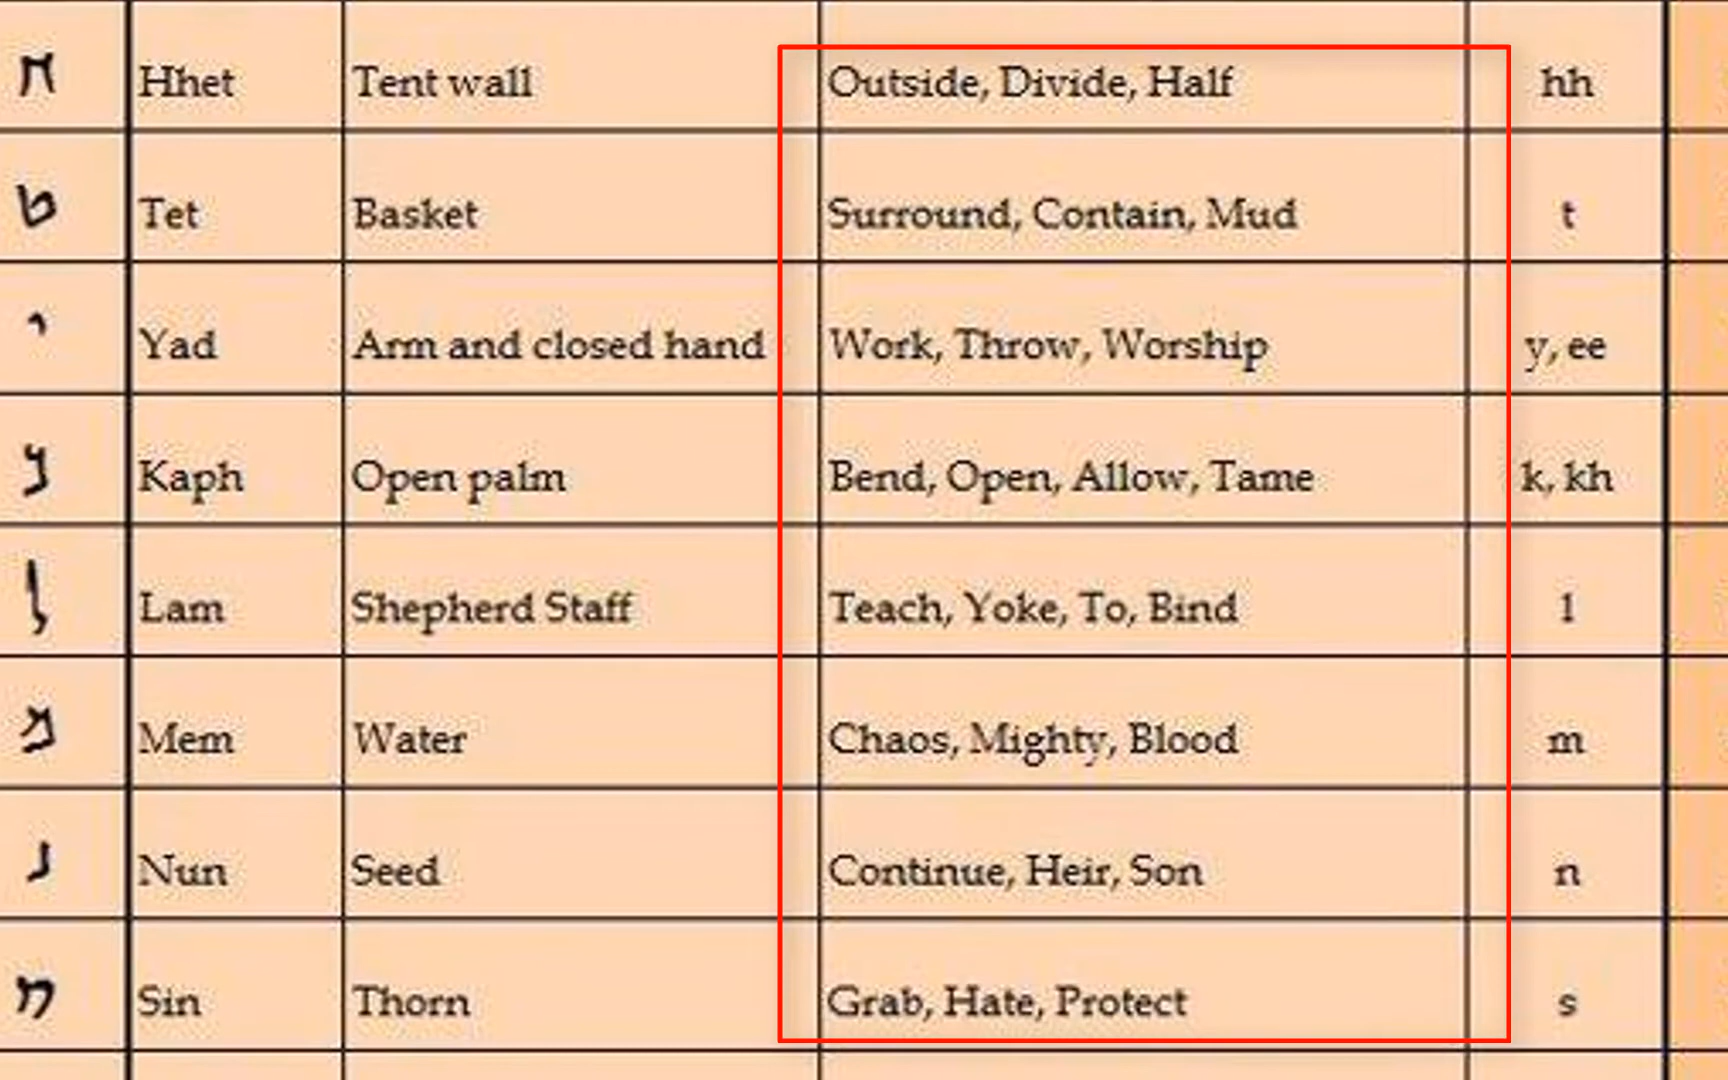 ח Hhet Tent wall Outside, Divide, Half hh
ט Tet Basket Surround, Contain, Mud t
י Yad Arm and closed hand Work, Throw, Worship y, ee
כ Kaph Open palm Bend, Open, Allow, Tame k, kh
ל Lam Shepherd Staff Teach, Yoke, To, Bind l
מ Mem Water Chaos, Mighty, Blood m
נ Nun Seed Continue, Heir, Son n
Sin Thorn Grab, Hate, Protect s